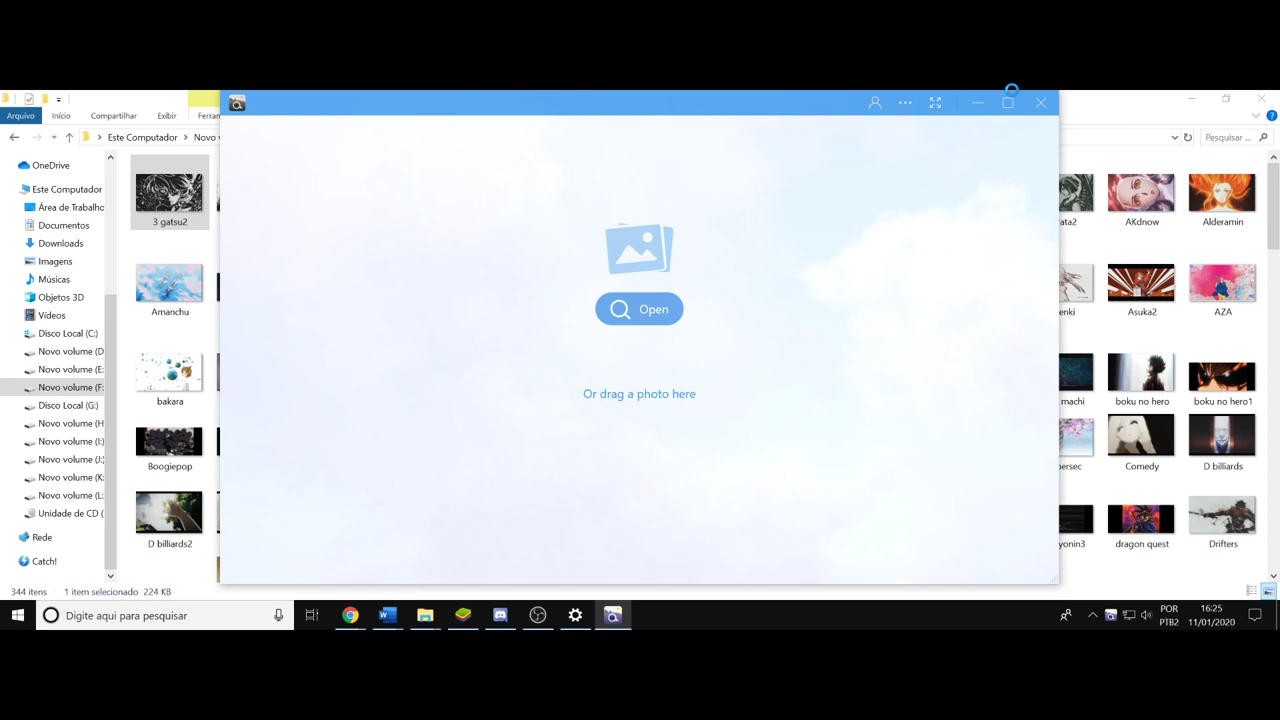 Arquivo Início Compartilhar Exibir Ferran
Este Computador Novo v
Pesquisar ...
OneDrive
Este Computador
Área de Trabalho
Documentos
Downloads
Imagens
Músicas
Objetos 3D
Vídeos
Disco Local (C:)
Novo volume (D
Novo volume (E:
Novo volume (F:
Disco Local (G:)
Novo volume (H
Novo volume (I:)
Novo volume (J:)
Novo volume (K:
Novo volume (L:
Unidade de CD (
Rede
Catch!
3 gatsu2
Amanchu
bakara
Boogiepop
D billiards2
Open
Or drag a photo here
rata2 AKdnow Alderamin
enki Asuka2 AZA
machi boku no hero boku no hero1
persec Comedy D billiards
yonin3 dragon quest Drifters
344 itens 1 item selecionado 224 KB
Digite aqui para pesquisar
POR
PTB2
16:25
11/01/2020